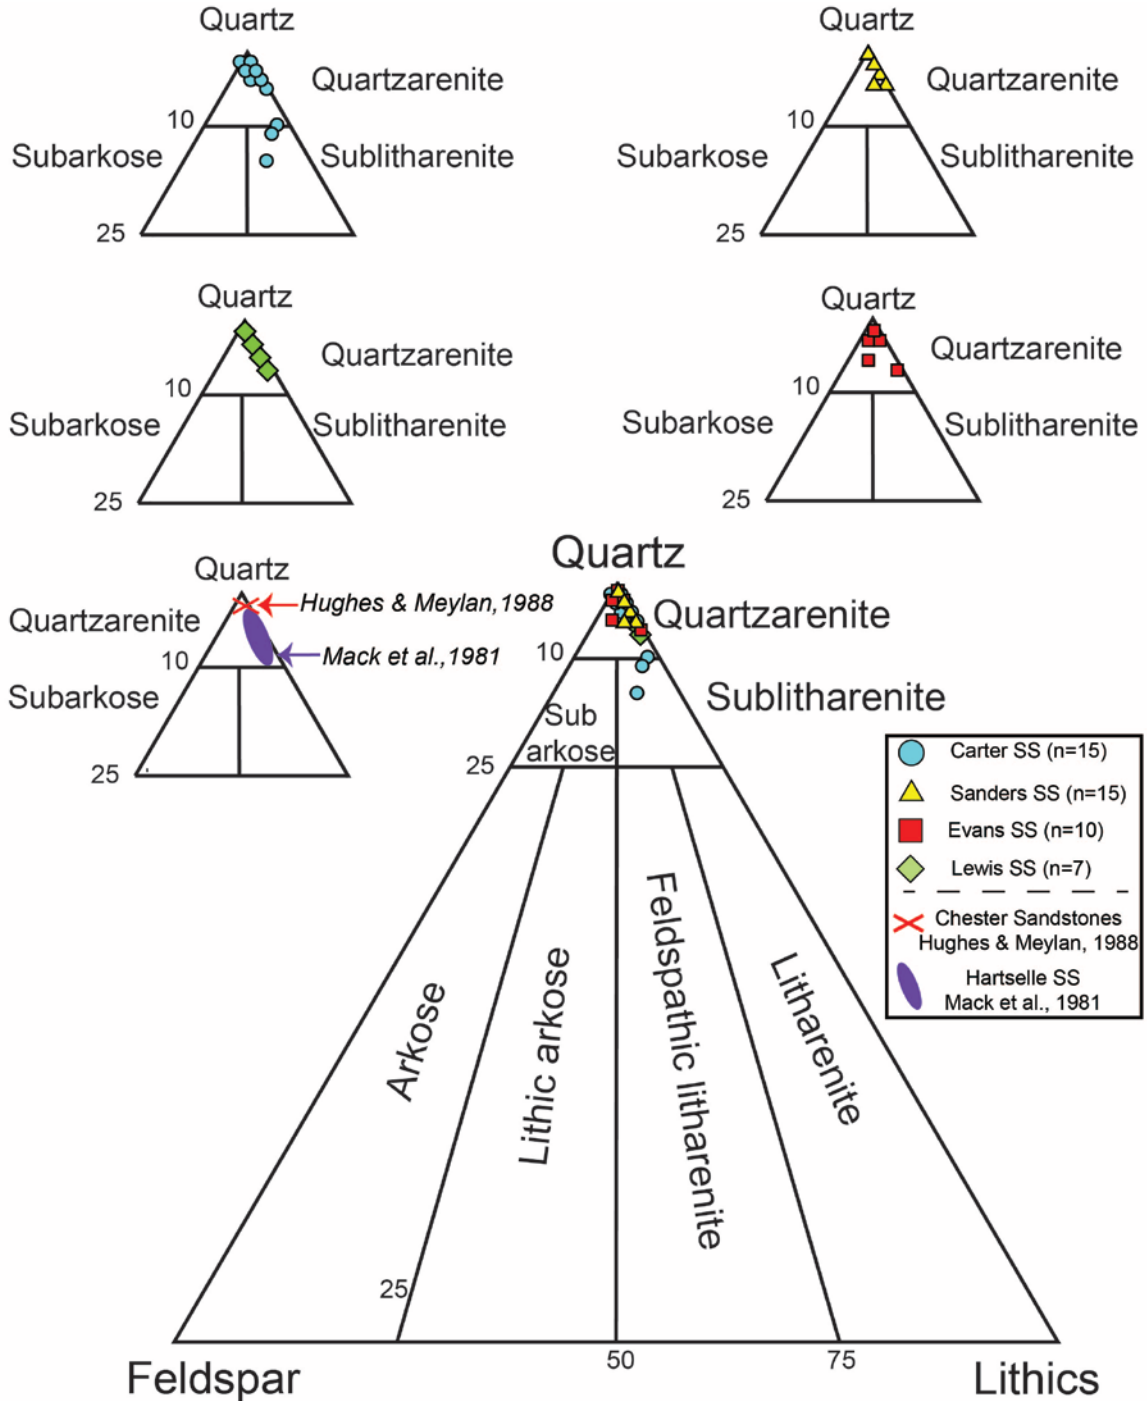 Quartz
Quartzarenite
10
Subarkose
Sublitharenite
25
Quartz
Quartzarenite
10
Subarkose
Sublitharenite
25
Quartz
Quartzarenite
10
Subarkose
Sublitharenite
25
Quartz
Quartzarenite
10
Subarkose
Sublitharenite
25
Quartz
Hughes & Meylan,1988
Quartzarenite
Mack et al.,1981
10
Subarkose
25
Quartz
Quartzarenite
10
Sublitharenite
Sub
arkose
25
Carter SS (n=15)
Sanders SS (n=15)
Evans SS (n=10)
Lewis SS (n=7)
Chester Sandstones
Hughes & Meylan, 1988
Hartselle SS
Mack et al., 1981
Arkose
Lithic arkose
Feldspathic litharenite
Litharenite
25
50
75
Feldspar
Lithics